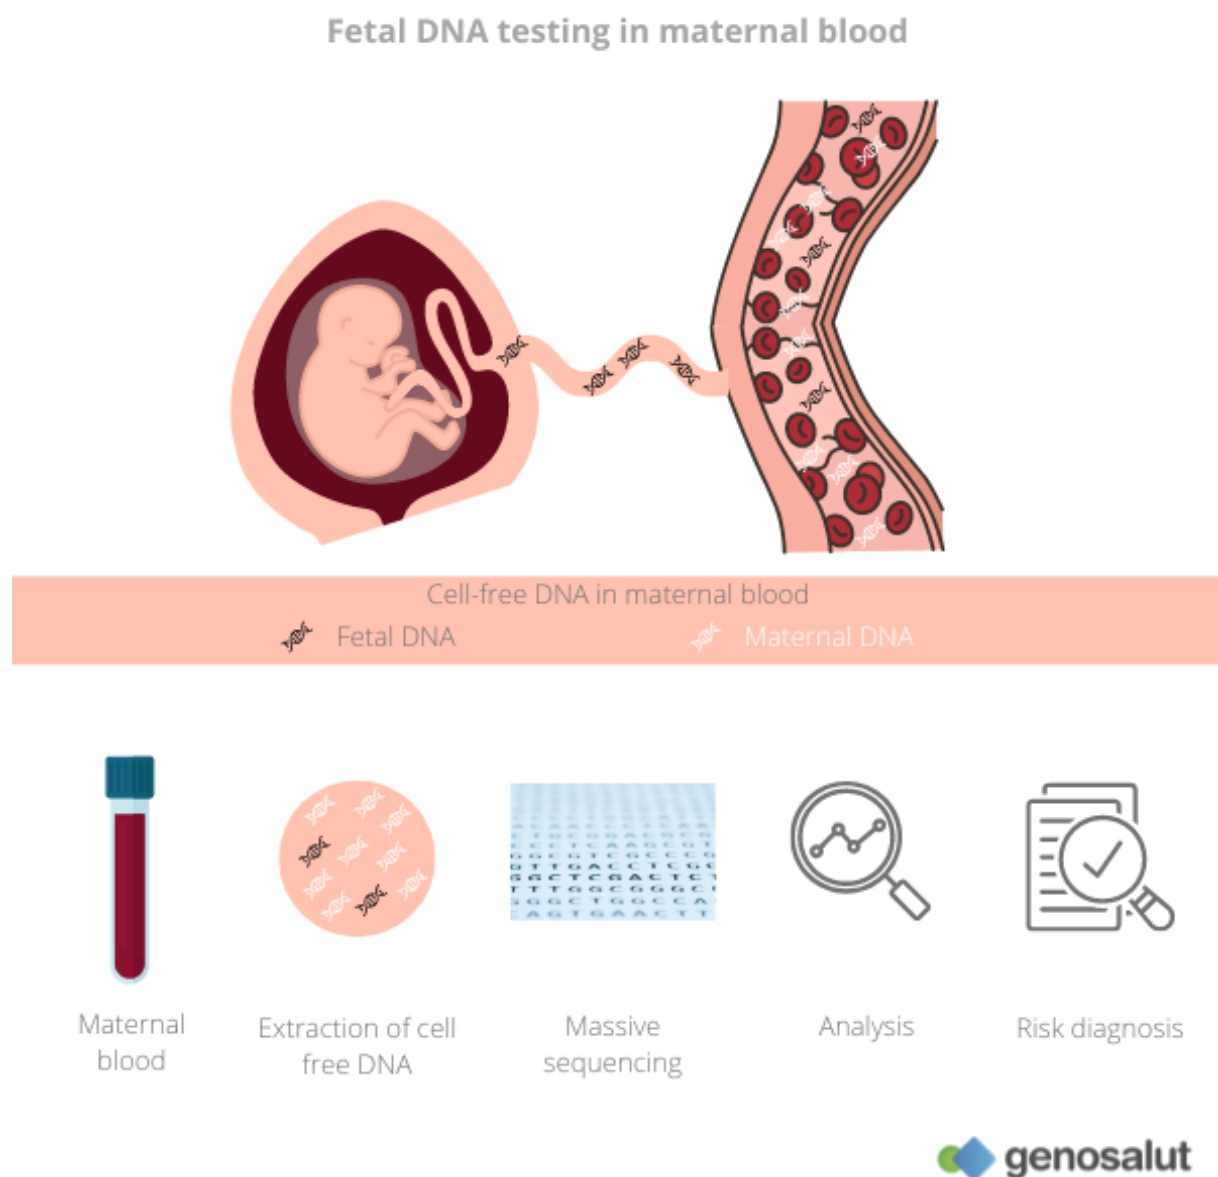 Fetal DNA testing in maternal blood
Cell-free DNA in maternal blood
Fetal DNA
Maternal DNA
G G C G T C G C C C
G T T G A C C T C G C
G G C T C G A C T C
T T T G G C G G G C
G G G C T G G C C A
C A G T G A A C T T
Maternal
blood
Extraction of cell
free DNA
Massive
sequencing
Analysis
Risk diagnosis
genosalut